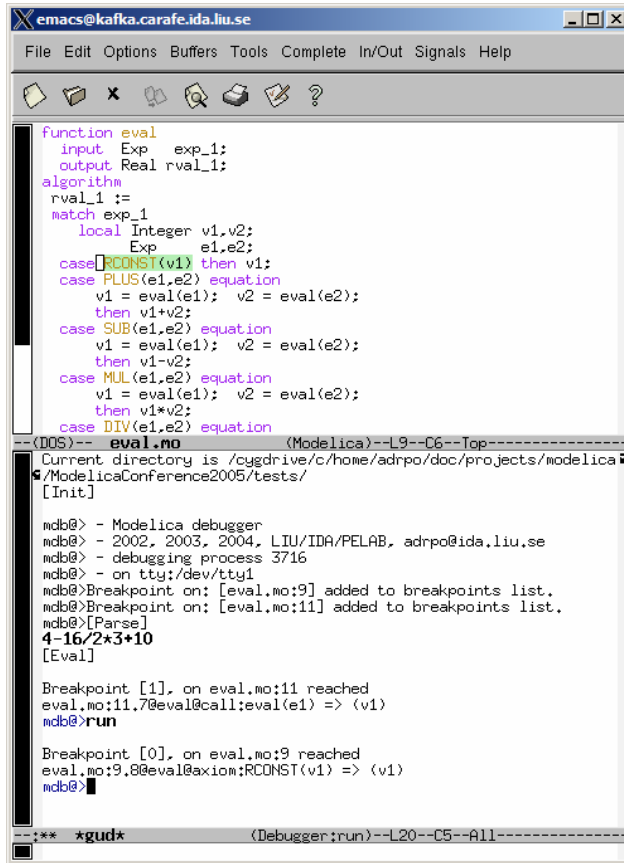 emacs@kafka.carafe.ida.liu.se
File Edit Options Buffers Tools Complete In/Out Signals Help
function eval
input Exp exp_1;
output Real rval_1;
algorithm
rval_1 :=
match exp_1
local Integer v1,v2;
Exp e1,e2;
case RCONST(v1) then v1;
case PLUS(e1,e2) equation
v1 = eval(e1); v2 = eval(e2);
then v1+v2;
case SUB(e1,e2) equation
v1 = eval(e1); v2 = eval(e2);
then v1-v2;
case MUL(e1,e2) equation
v1 = eval(e1); v2 = eval(e2);
then v1*v2;
case DIV(e1,e2) equation
--(DOS)-- eval.mo (Modelica)--L9--C6--Top----------------
Current directory is /cygdrive/c/home/adrpo/doc/projects/modelica
/ModelicaConference2005/tests/
[Init]
mdb@> - Modelica debugger
mdb@> - 2002, 2003, 2004, LIU/IDA/PELAB, adrpo@ida.liu.se
mdb@> - debugging process 3716
mdb@> - on tty:/dev/tty1
mdb@>Breakpoint on: [eval.mo:9] added to breakpoints list.
mdb@>Breakpoint on: [eval.mo:11] added to breakpoints list.
mdb@>[Parse]
4-16/2*3+10
[Eval]
Breakpoint [1], on eval.mo:11 reached
eval.mo:11.7@eval@call:eval(e1) => (v1)
mdb@>run
Breakpoint [0], on eval.mo:9 reached
eval.mo:9.8@eval@axiom:RCONST(v1) => (v1)
mdb@>
--:** *gud* (Debugger:run)--L20--C5--All---------------